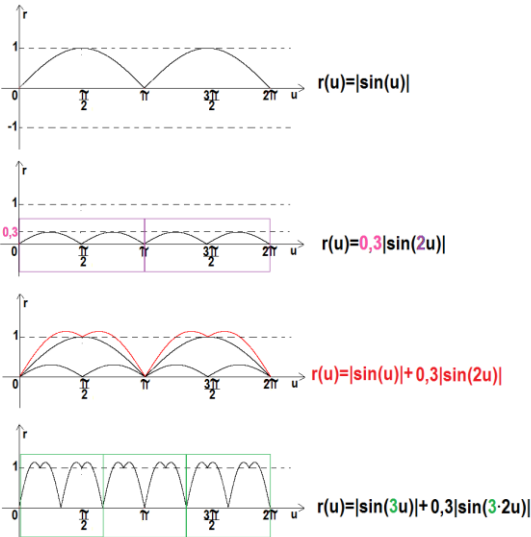 r
1
r(u)=|sin(u)|
0 π/2 π 3π/2 2π u
-1
r
1
0,3
r(u)=0,3|sin(2u)|
0 π/2 π 3π/2 2π u
r
1
r(u)=|sin(u)|+0,3|sin(2u)|
0 π/2 π 3π/2 2π u
r
1
r(u)=|sin(3u)|+0,3|sin(3·2u)|
0 π/2 π 3π/2 2π u